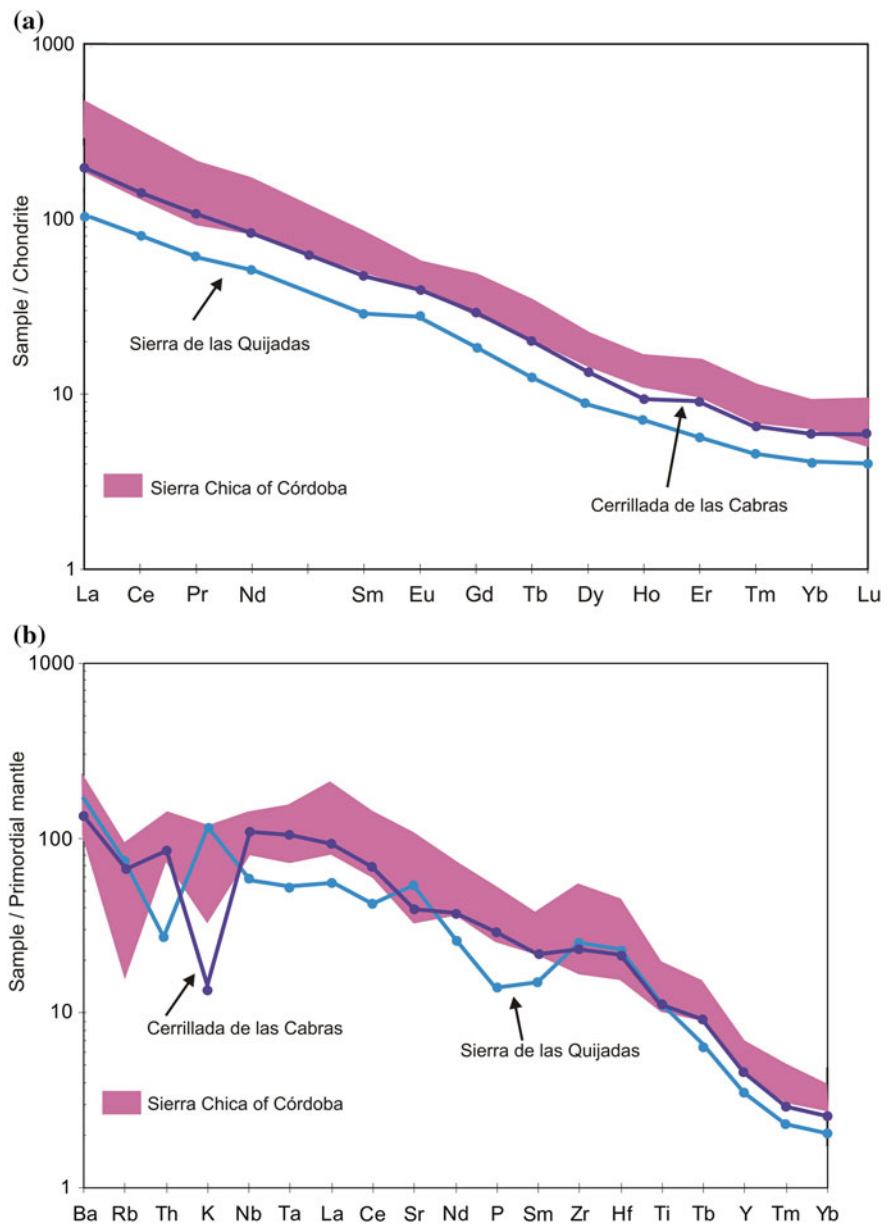 (a)
1000
100
10
1
Sample / Chondrite
Sierra de las Quijadas
Sierra Chica of Córdoba
Cerrillada de las Cabras
La Ce Pr Nd Sm Eu Gd Tb Dy Ho Er Tm Yb Lu
(b)
1000
100
10
1
Sample / Primordial mantle
Cerrillada de las Cabras
Sierra de las Quijadas
Sierra Chica of Córdoba
Ba Rb Th K Nb Ta La Ce Sr Nd P Sm Zr Hf Ti Tb Y Tm Yb